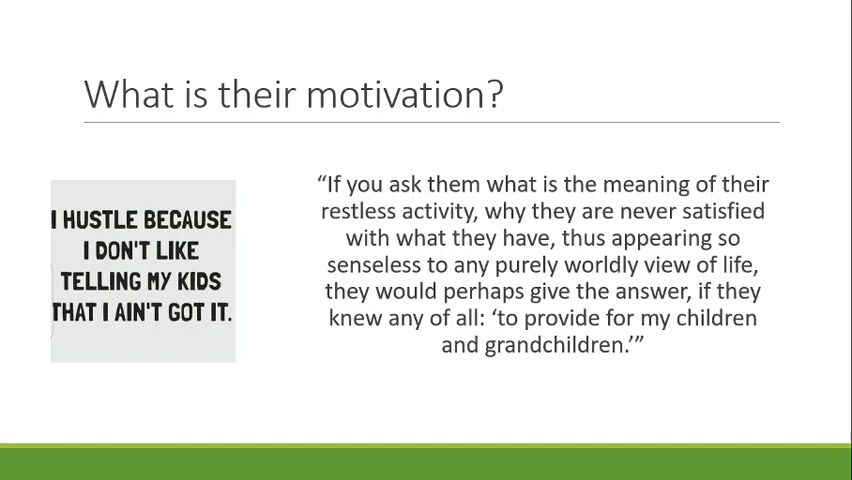 What is their motivation?
I HUSTLE BECAUSE
I DON'T LIKE
TELLING MY KIDS
THAT I AIN'T GOT IT.
“If you ask them what is the meaning of their
restless activity, why they are never satisfied
with what they have, thus appearing so
senseless to any purely worldly view of life,
they would perhaps give the answer, if they
knew any of all: ‘to provide for my children
and grandchildren.’”